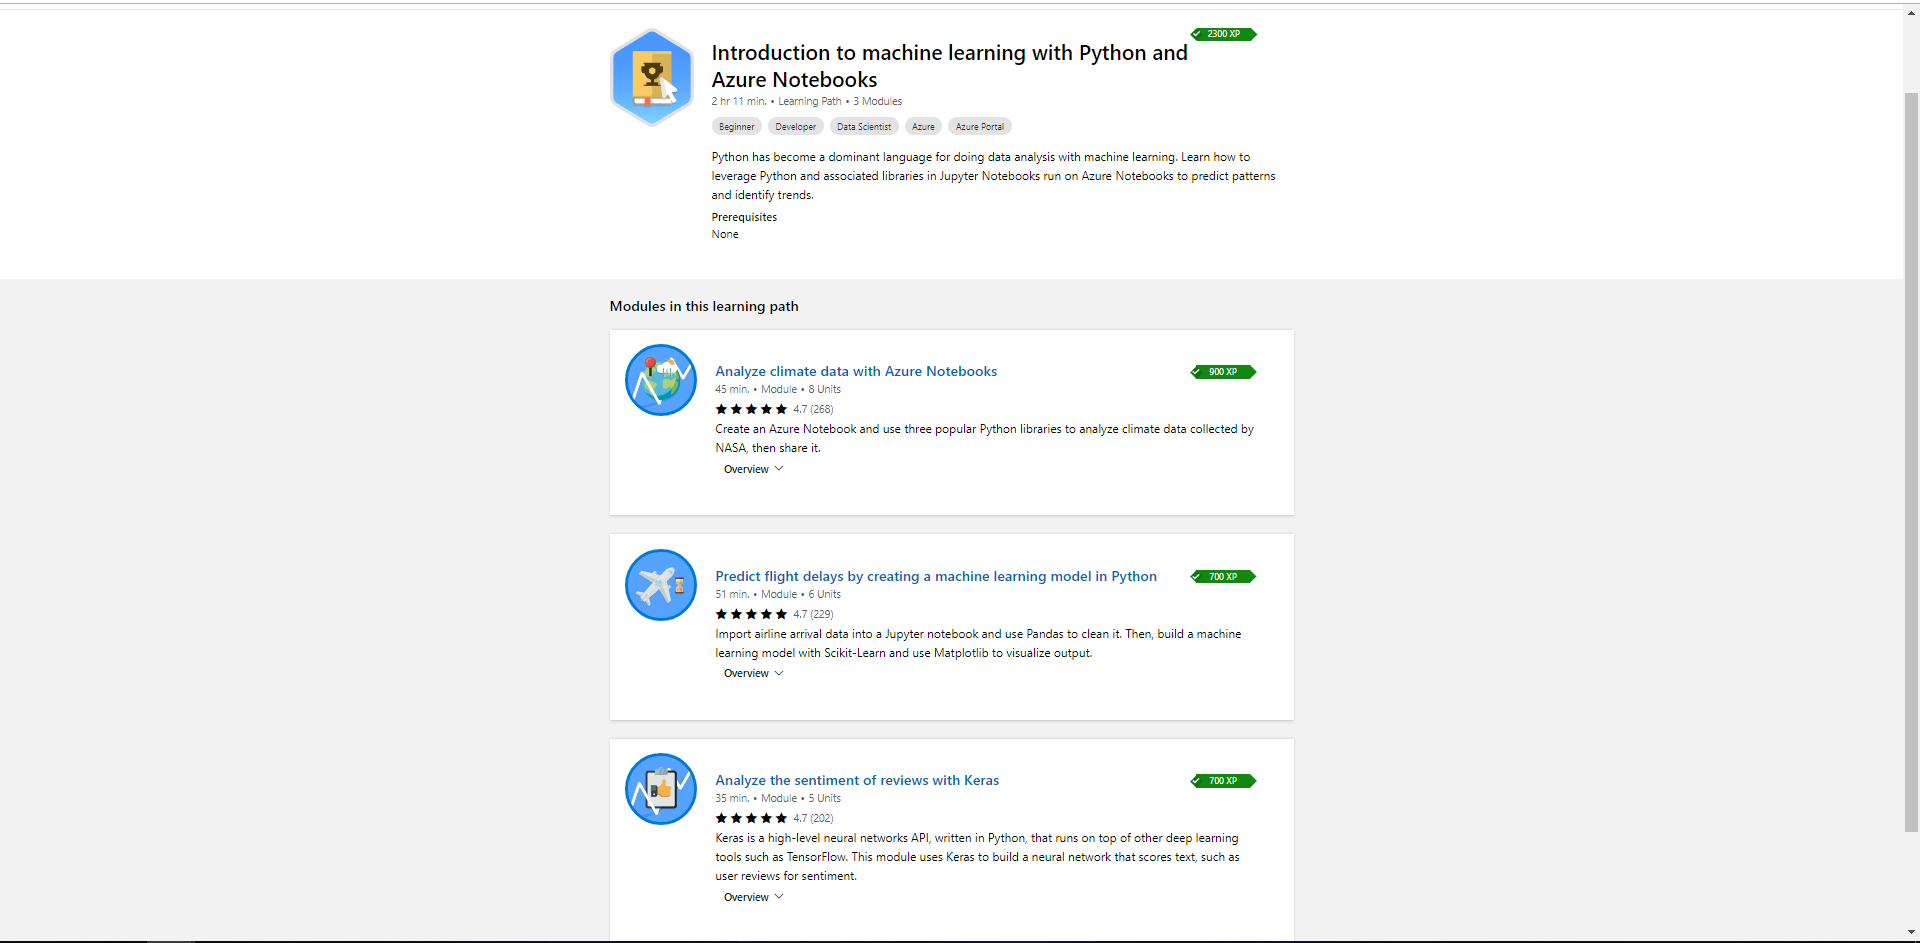 2300 XP
Introduction to machine learning with Python and
Azure Notebooks
2 hr 11 min. • Learning Path • 3 Modules
Beginner Developer Data Scientist Azure Azure Portal
Python has become a dominant language for doing data analysis with machine learning. Learn how to
leverage Python and associated libraries in Jupyter Notebooks run on Azure Notebooks to predict patterns
and identify trends.
Prerequisites
None
Modules in this learning path
Analyze climate data with Azure Notebooks 900 XP
45 min. • Module • 8 Units
4.7 (268)
Create an Azure Notebook and use three popular Python libraries to analyze climate data collected by
NASA, then share it.
Overview
Predict flight delays by creating a machine learning model in Python 700 XP
51 min. • Module • 6 Units
4.7 (229)
Import airline arrival data into a Jupyter notebook and use Pandas to clean it. Then, build a machine
learning model with Scikit-Learn and use Matplotlib to visualize output.
Overview
Analyze the sentiment of reviews with Keras 700 XP
35 min. • Module • 5 Units
4.7 (202)
Keras is a high-level neural networks API, written in Python, that runs on top of other deep learning
tools such as TensorFlow. This module uses Keras to build a neural network that scores text, such as
user reviews for sentiment.
Overview